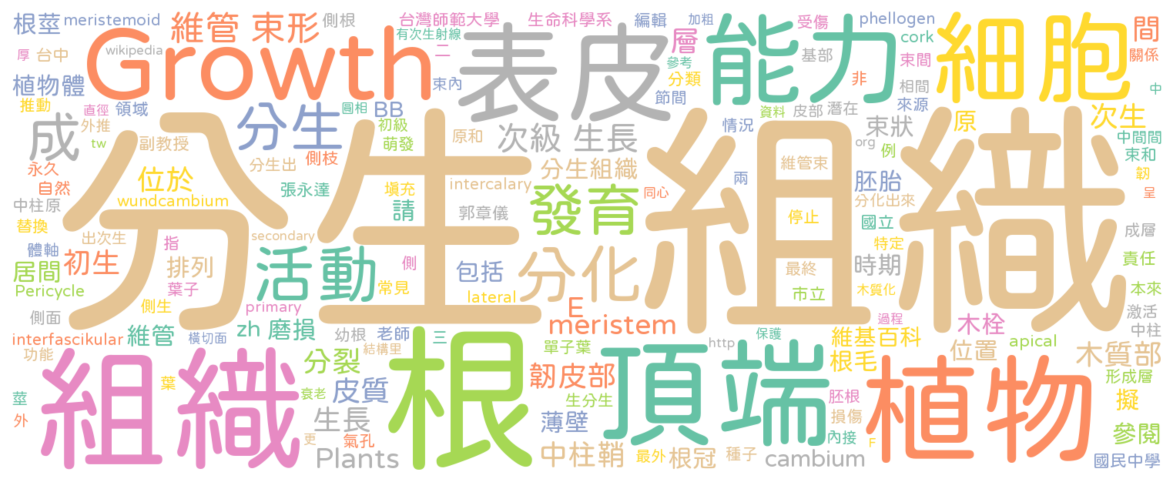 根莖 meristemoid 側根
維管 束形
台灣師範大學 生命科學系 編輯 加粗 受傷 phellogen
有次生射線 二 層 參考 分類 基部 非 cork 束間 間 關係
厚 台中 wikipedia
Growth
表皮
能力
細胞
植物體 束內 節間 相間 來源 中
推動 直徑 領域 圓相 BB 資料 皮部 潛在
成 外推 分生 初級 原和 次級 生長 情況 束狀 原 次生
tw 副教授 萌發 org 例 中間間
分生出 側枝 分生組織 兩 維管束 束和
永久 位於 張永達 填充 intercalary 發育 同心 胚胎 韌
自然 wundcambium 分化出來 呈
分生組織
中柱原 請 郭章儀 停止 國立
替換 出次生 特定 成層
體軸 指 secondary 責任
居間 初生 排列 活動 側 包括 分化 最終 時期 本來
Pericycle 葉子 常見 市立 木質化 激活
側生 primary lateral E
側面 zh 磨損 幼根 老師 三 meristem http 保護 過程 木栓 中柱
interfascikular 維管 橫切面 結構里 單子葉 維基百科 apical
功能 分裂 韌皮部 根毛 位置 木質部
組織
根
頂端
植物
莖 葉 衰老 皮質 生分生 胚根 形成層
外 生長 薄壁 損傷 擬
更 氣孔 內接 參閱
Plants 中柱鞘 最外 根冠 種子 cambium F 國民中學